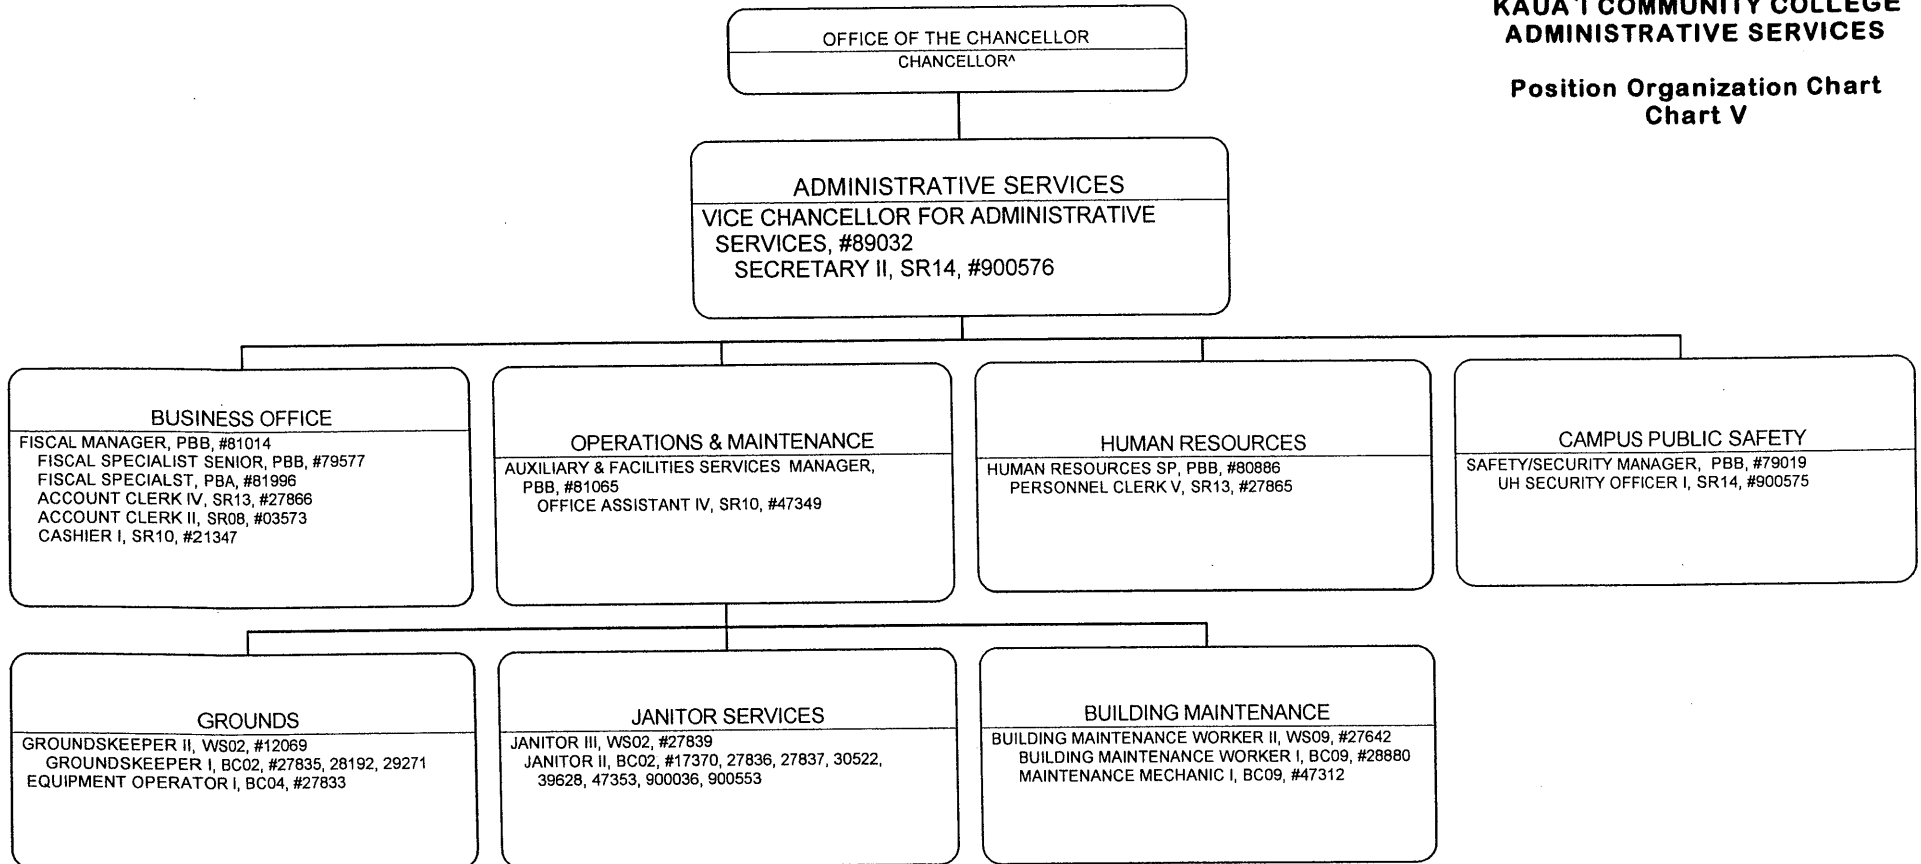 KAUA'I COMMUNITY COLLEGE
ADMINISTRATIVE SERVICES
Position Organization Chart
Chart V
OFFICE OF THE CHANCELLOR
CHANCELLOR^
ADMINISTRATIVE SERVICES
VICE CHANCELLOR FOR ADMINISTRATIVE
SERVICES, #89032
SECRETARY II, SR14, #900576
BUSINESS OFFICE
FISCAL MANAGER, PBB, #81014
FISCAL SPECIALIST SENIOR, PBB, #79577
FISCAL SPECIALST, PBA, #81996
ACCOUNT CLERK IV, SR13, #27866
ACCOUNT CLERK II, SR08, #03573
CASHIER I, SR10, #21347
OPERATIONS & MAINTENANCE
AUXILIARY & FACILITIES SERVICES MANAGER,
PBB, #81065
OFFICE ASSISTANT IV, SR10, #47349
HUMAN RESOURCES
HUMAN RESOURCES SP, PBB, #80886
PERSONNEL CLERK V, SR13, #27865
CAMPUS PUBLIC SAFETY
SAFETY/SECURITY MANAGER, PBB, #79019
UH SECURITY OFFICER I, SR14, #900575
GROUNDS
GROUNDSKEEPER II, WS02, #12069
GROUNDSKEEPER I, BC02, #27835, 28192, 29271
EQUIPMENT OPERATOR I, BC04, #27833
JANITOR SERVICES
JANITOR III, WS02, #27839
JANITOR II, BC02, #17370, 27836, 27837, 30522,
39628, 47353, 900036, 900553
BUILDING MAINTENANCE
BUILDING MAINTENANCE WORKER II, WS09, #27642
BUILDING MAINTENANCE WORKER I, BC09, #28880
MAINTENANCE MECHANIC I, BC09, #47312